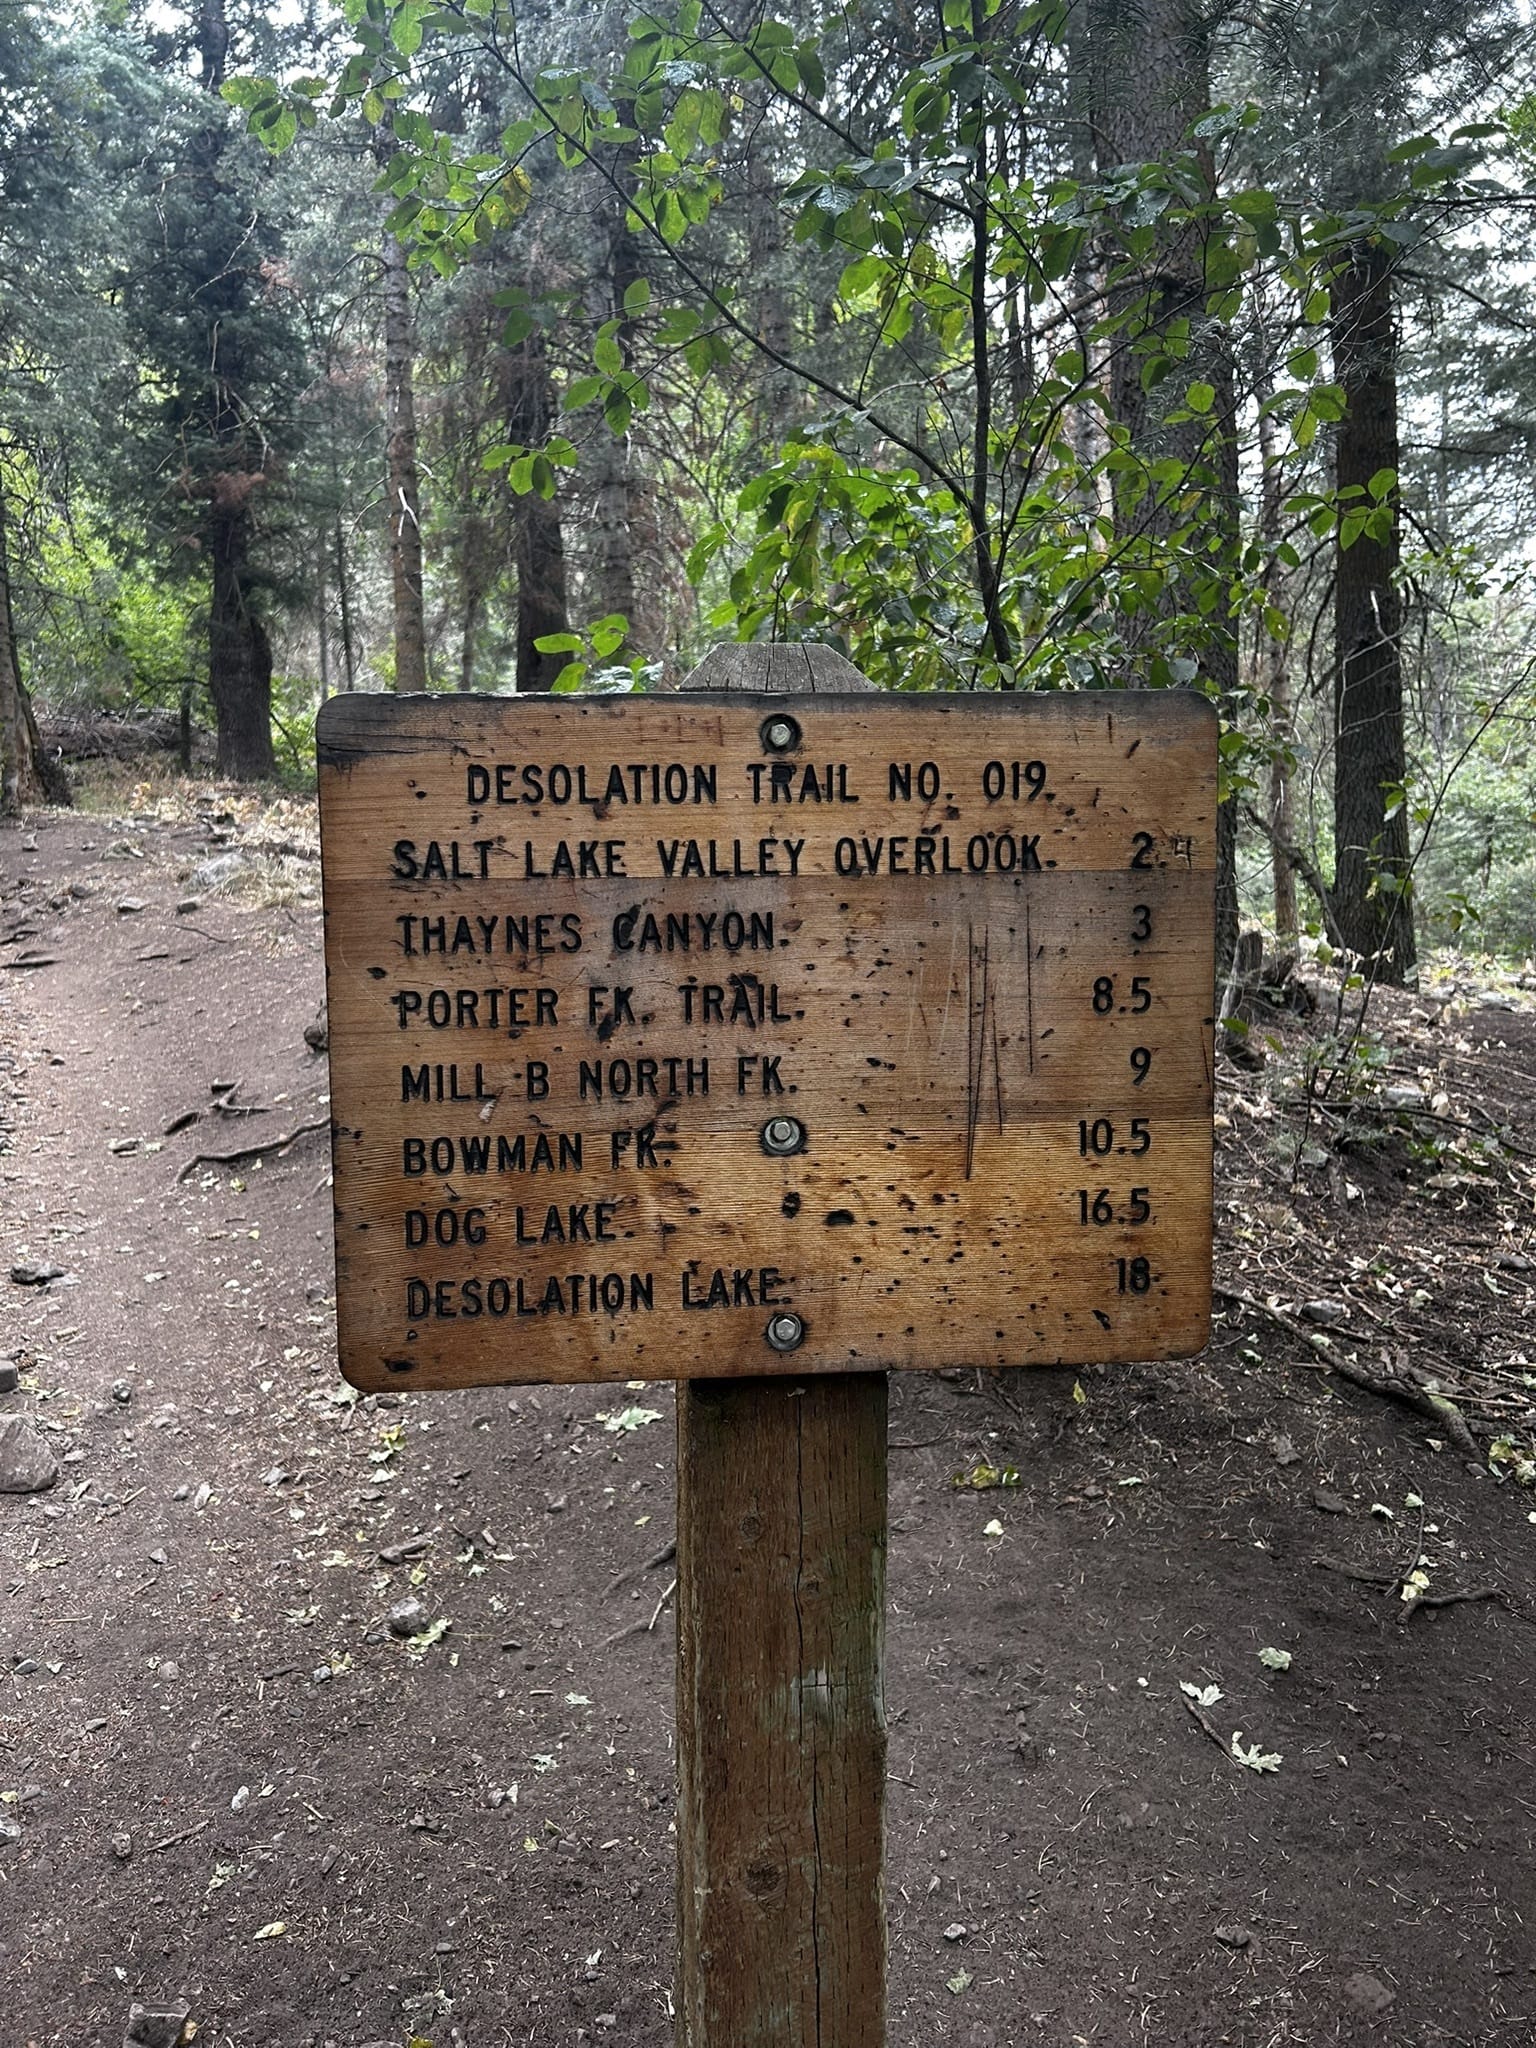 DESOLATION TRAIL NO. 019
SALT LAKE VALLEY OVERLOOK 2.4
THAYNES CANYON 3
PORTER FK. TRAIL 8.5
MILL B NORTH FK. 9
BOWMAN FK. 10.5
DOG LAKE 16.5
DESOLATION LAKE 18